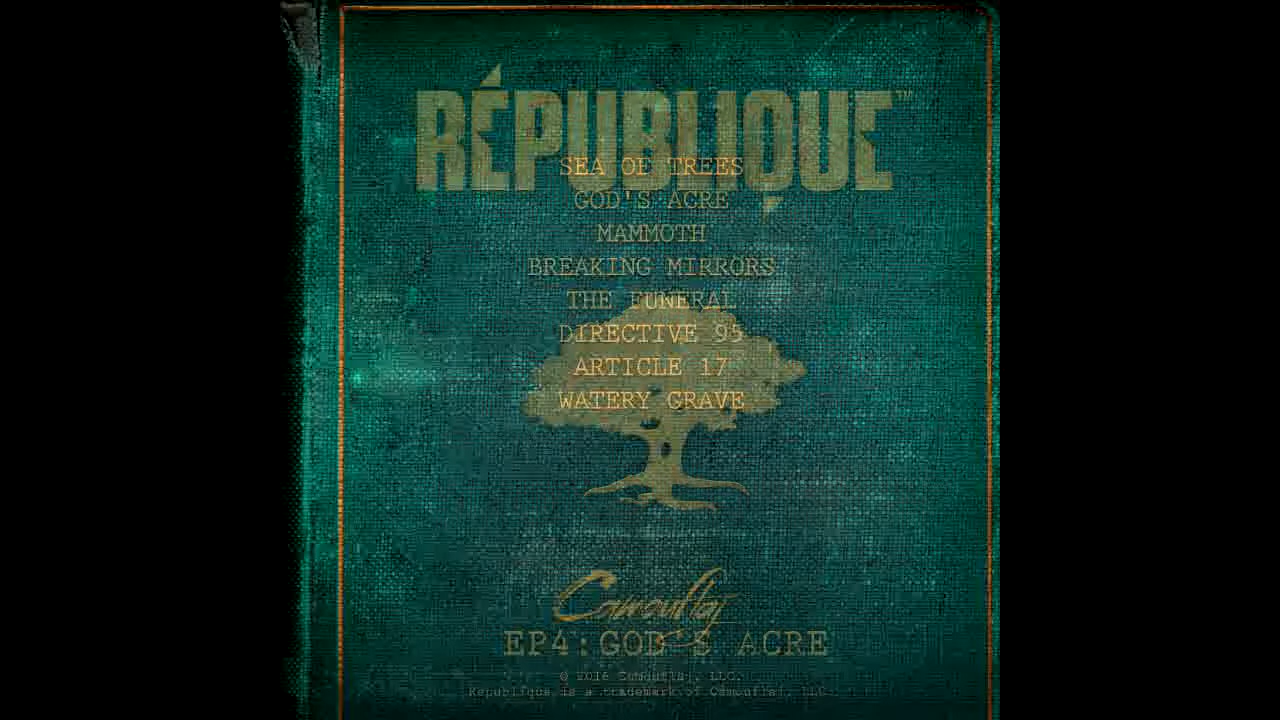 RÉPUBLIQUE™
SEA OF TREES
GOD'S ACRE
MAMMOTH
BREAKING MIRRORS
THE FUNERAL
DIRECTIVE 95
ARTICLE 17
WATERY GRAVE
Camouflaj
EP4:GOD'S ACRE
© 2016 Camouflaj, LLC.
Republique is a trademark of Camouflaj, LLC.